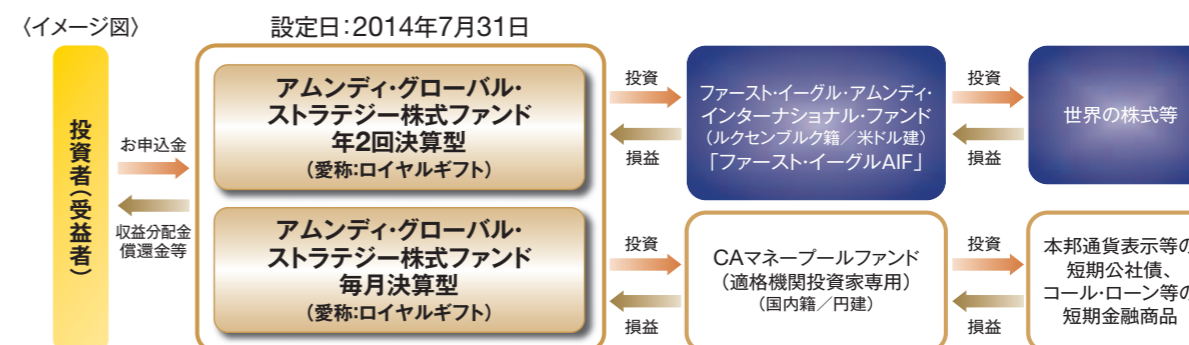 〈イメージ図〉
設定日：2014年7月31日
投資者（受益者）
お申込金
収益分配金
償還金等
アムンディ・グローバル・
ストラテジー株式ファンド
年2回決算型
（愛称:ロイヤルギフト）
アムンディ・グローバル・
ストラテジー株式ファンド
毎月決算型
（愛称:ロイヤルギフト）
投資
損益
ファースト・イーグル・アムンディ・
インターナショナル・ファンド
（ルクセンブルク籍／米ドル建）
「ファースト・イーグルAIF」
投資
損益
世界の株式等
投資
損益
CAマネープールファンド
（適格機関投資家専用）
（国内籍／円建）
投資
損益
本邦通貨表示等の
短期公社債、
コール・ローン等の
短期金融商品